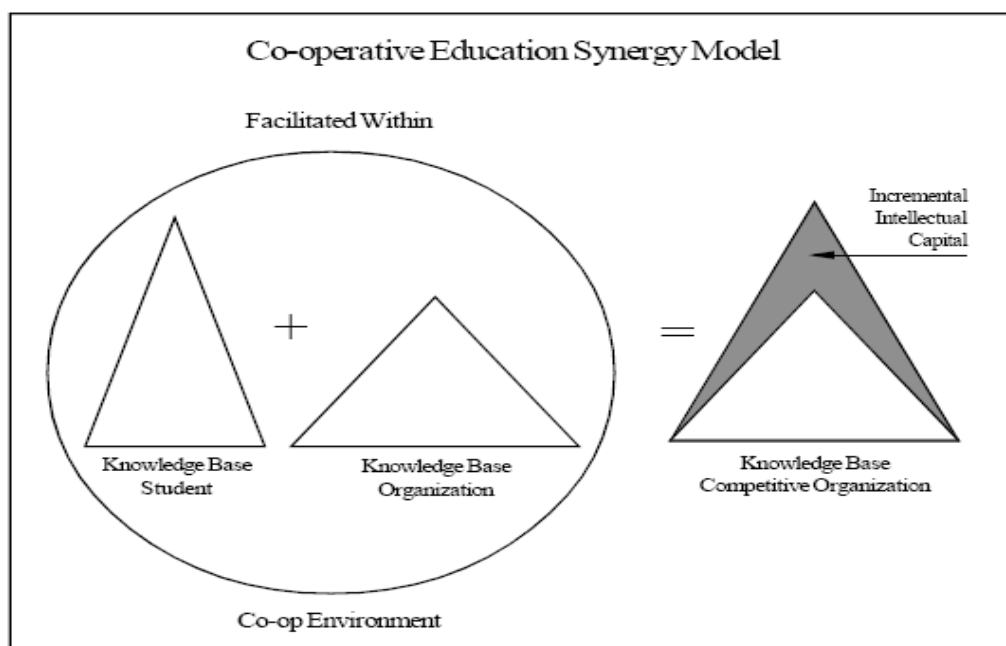 Co-operative Education Synergy Model
Facilitated Within
Incremental
Intellectual
Capital
+
=
Knowledge Base
Student
Knowledge Base
Organization
Knowledge Base
Competitive Organization
Co-op Environment